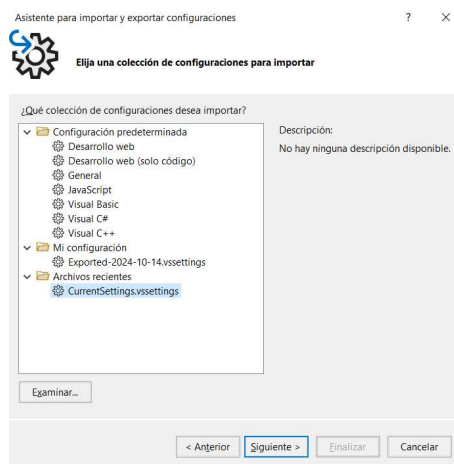 Asistente para importar y exportar configuraciones ? ×
Elija una colección de configuraciones para importar
¿Qué colección de configuraciones desea importar?
Configuración predeterminada
Desarrollo web
Desarrollo web (solo código)
General
JavaScript
Visual Basic
Visual C#
Visual C++
Mi configuración
Exported-2024-10-14.vssettings
Archivos recientes
CurrentSettings.vssettings
Descripción:
No hay ninguna descripción disponible.
Examinar...
< Anterior Siguiente > Finalizar Cancelar